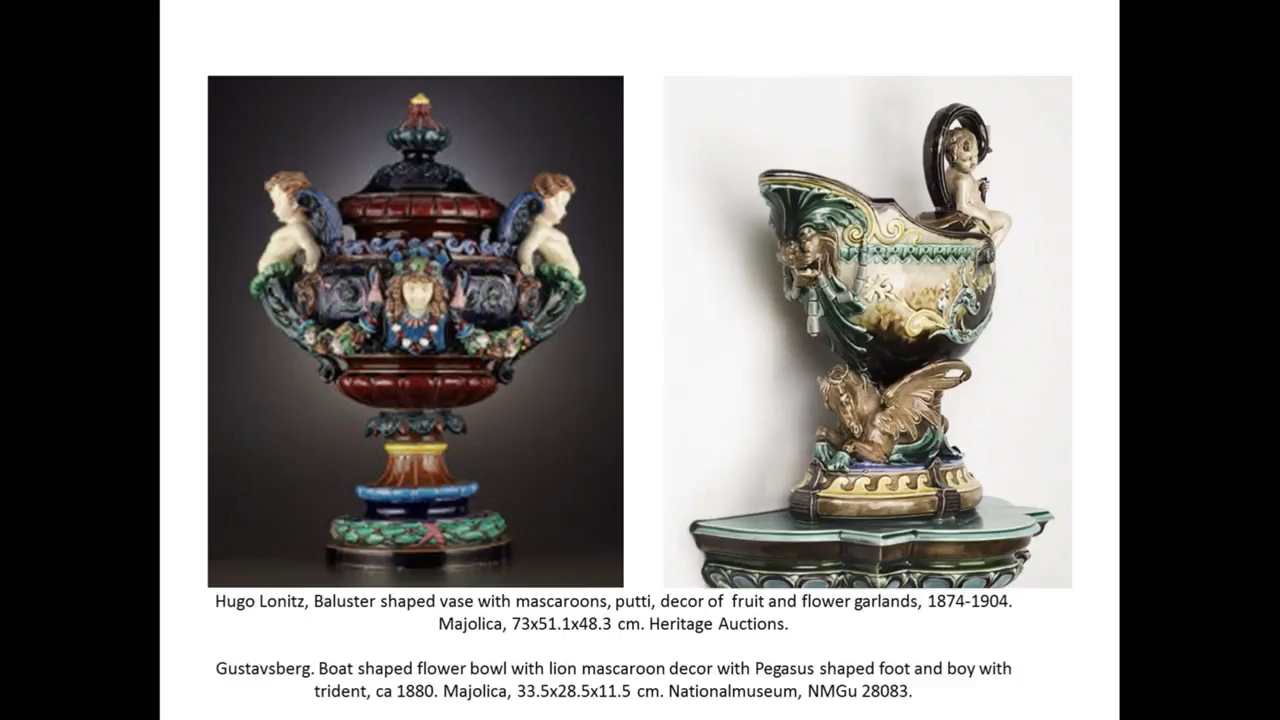 Hugo Lonitz, Baluster shaped vase with mascaroons, putti, decor of fruit and flower garlands, 1874-1904.
Majolica, 73x51.1x48.3 cm. Heritage Auctions.
Gustavsberg. Boat shaped flower bowl with lion mascaroon decor with Pegasus shaped foot and boy with
trident, ca 1880. Majolica, 33.5x28.5x11.5 cm. Nationalmuseum, NMGu 28083.